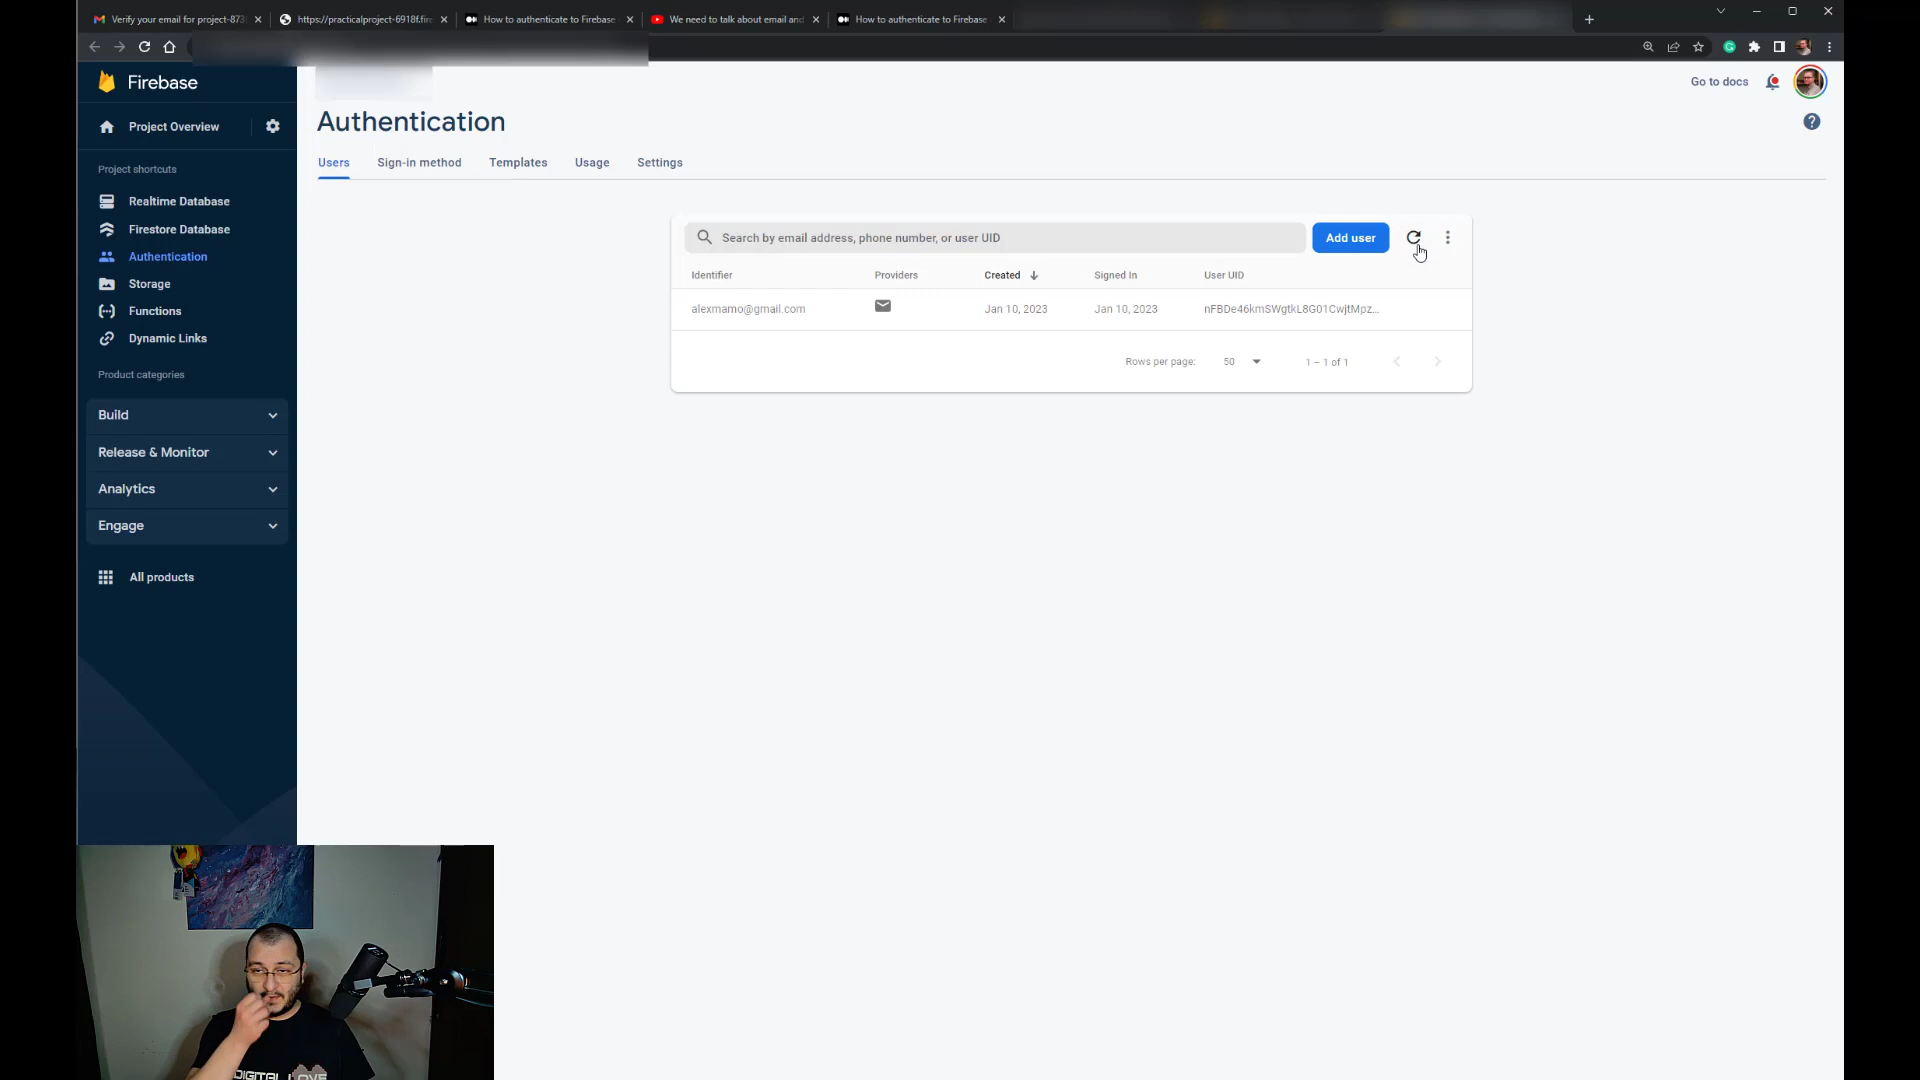 Verify your email for project-873
https://practicalproject-6918f.fire
How to authenticate to Firebase
We need to talk about email and
How to authenticate to Firebase
Firebase
Go to docs
Project Overview
Authentication
Users
Sign-in method
Templates
Usage
Settings
Project shortcuts
Realtime Database
Firestore Database
Authentication
Storage
Functions
Dynamic Links
Product categories
Build
Release & Monitor
Analytics
Engage
All products
Search by email address, phone number, or user UID
Add user
Identifier
Providers
Created
Signed In
User UID
alexmamo@gmail.com
Jan 10, 2023
Jan 10, 2023
nFBDe46kmSWgtkL8G01CwjtMpz...
Rows per page:
50
1 – 1 of 1
DIGITAL LOVE